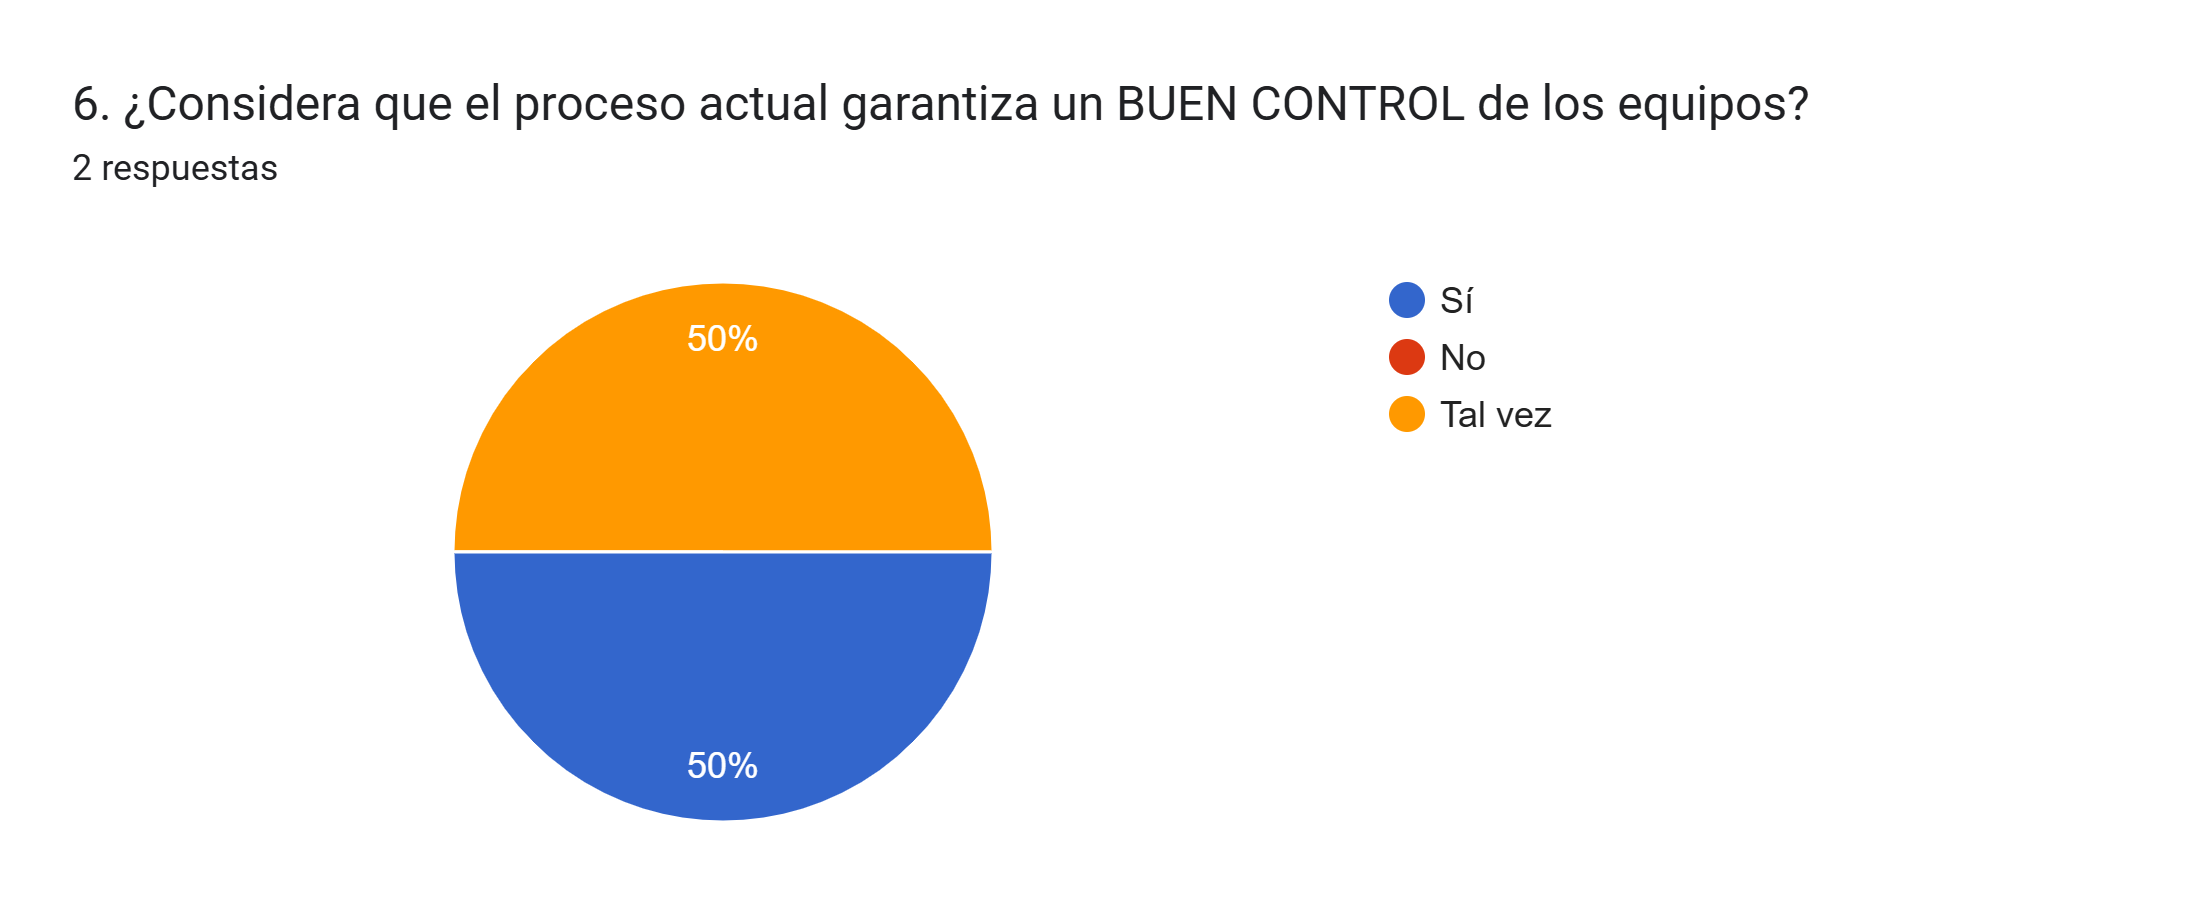 6. ¿Considera que el proceso actual garantiza un BUEN CONTROL de los equipos?
2 respuestas
50%
50%
Sí
No
Tal vez